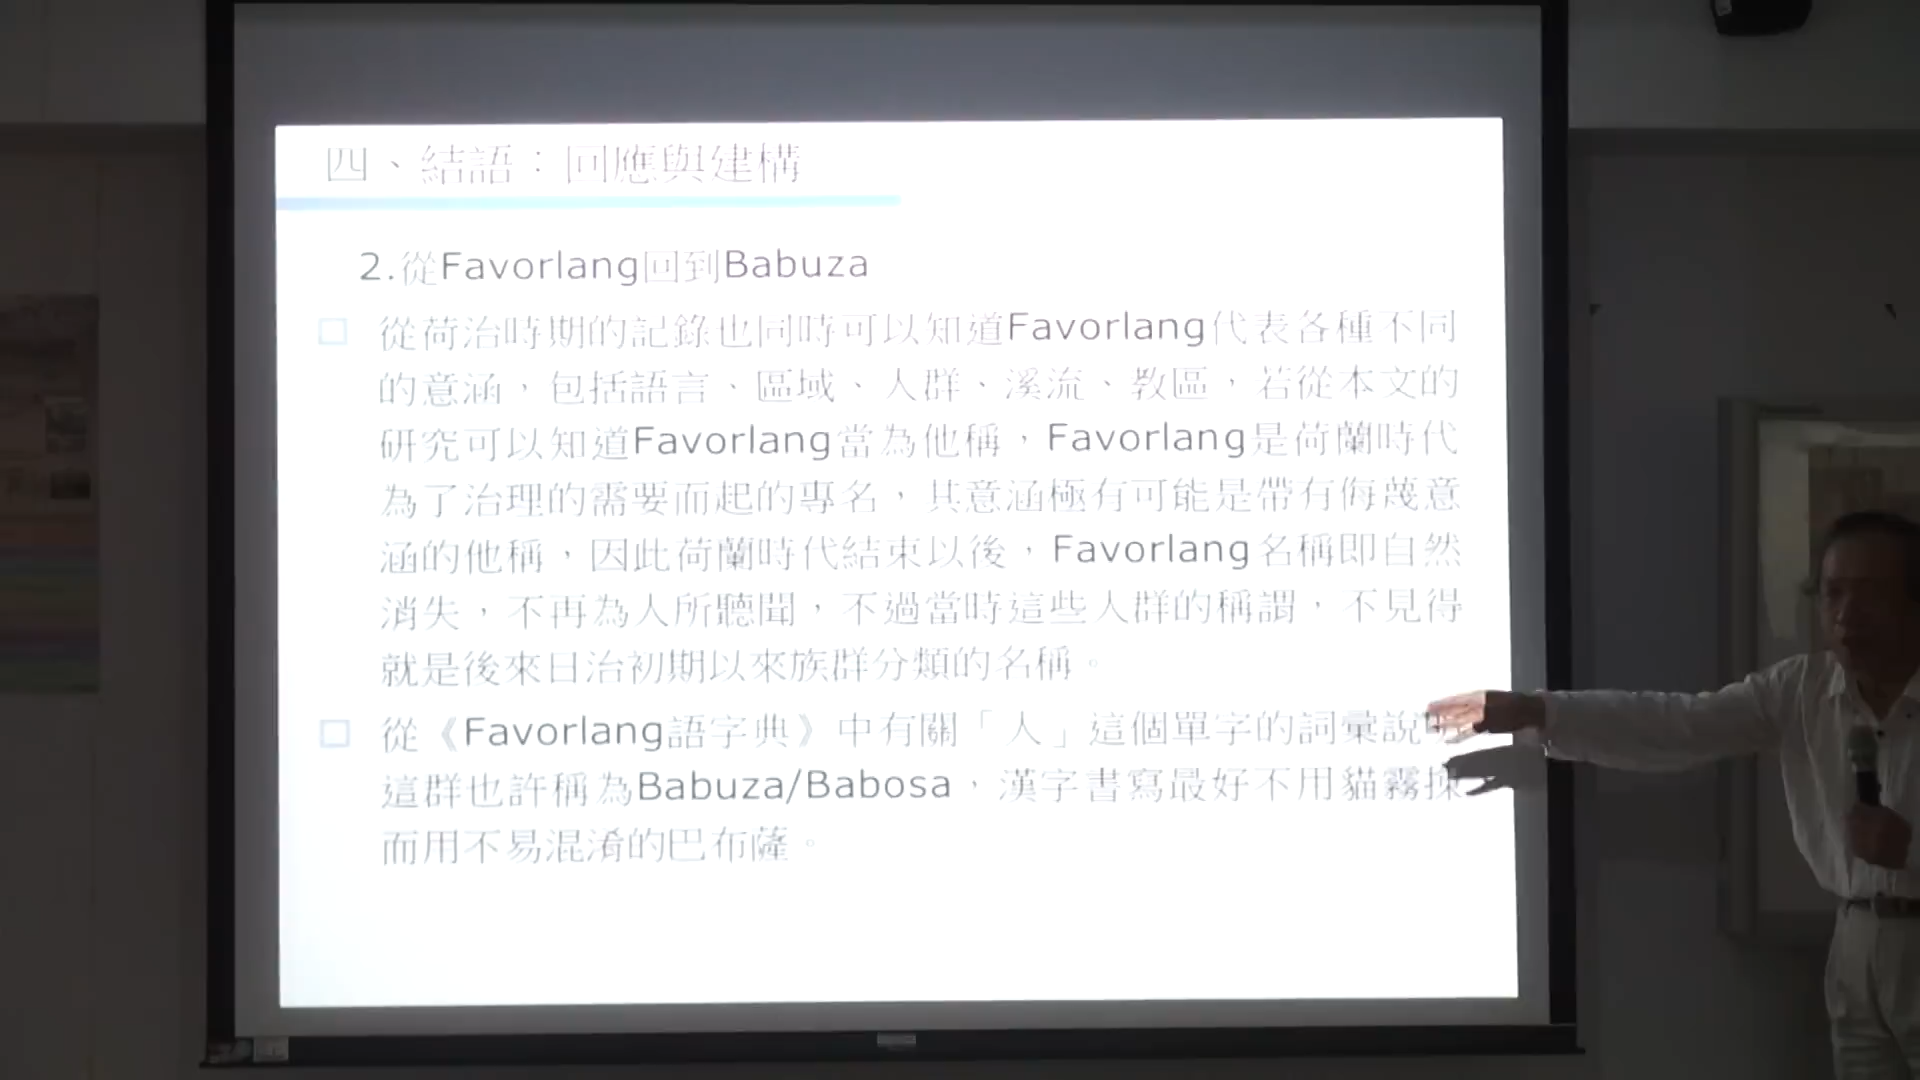 四、結語：回應與建構
2.從Favorlang回到Babuza
從荷治時期的記錄也同時可以知道Favorlang代表各種不同
的意涵，包括語言、區域、人群、溪流、教區，若從本文的
研究可以知道Favorlang當為他稱，Favorlang是荷蘭時代
為了治理的需要而起的專名，其意涵極有可能是帶有侮蔑意
涵的他稱，因此荷蘭時代結束以後，Favorlang名稱即自然
消失，不再為人所聽聞，不過當時這些人群的稱謂，不見得
就是後來日治初期以來族群分類的名稱。
從《Favorlang語字典》中有關「人」這個單字的詞彙說
這群也許稱為Babuza/Babosa，漢字書寫最好不用貓霧捒
而用不易混淆的巴布薩。